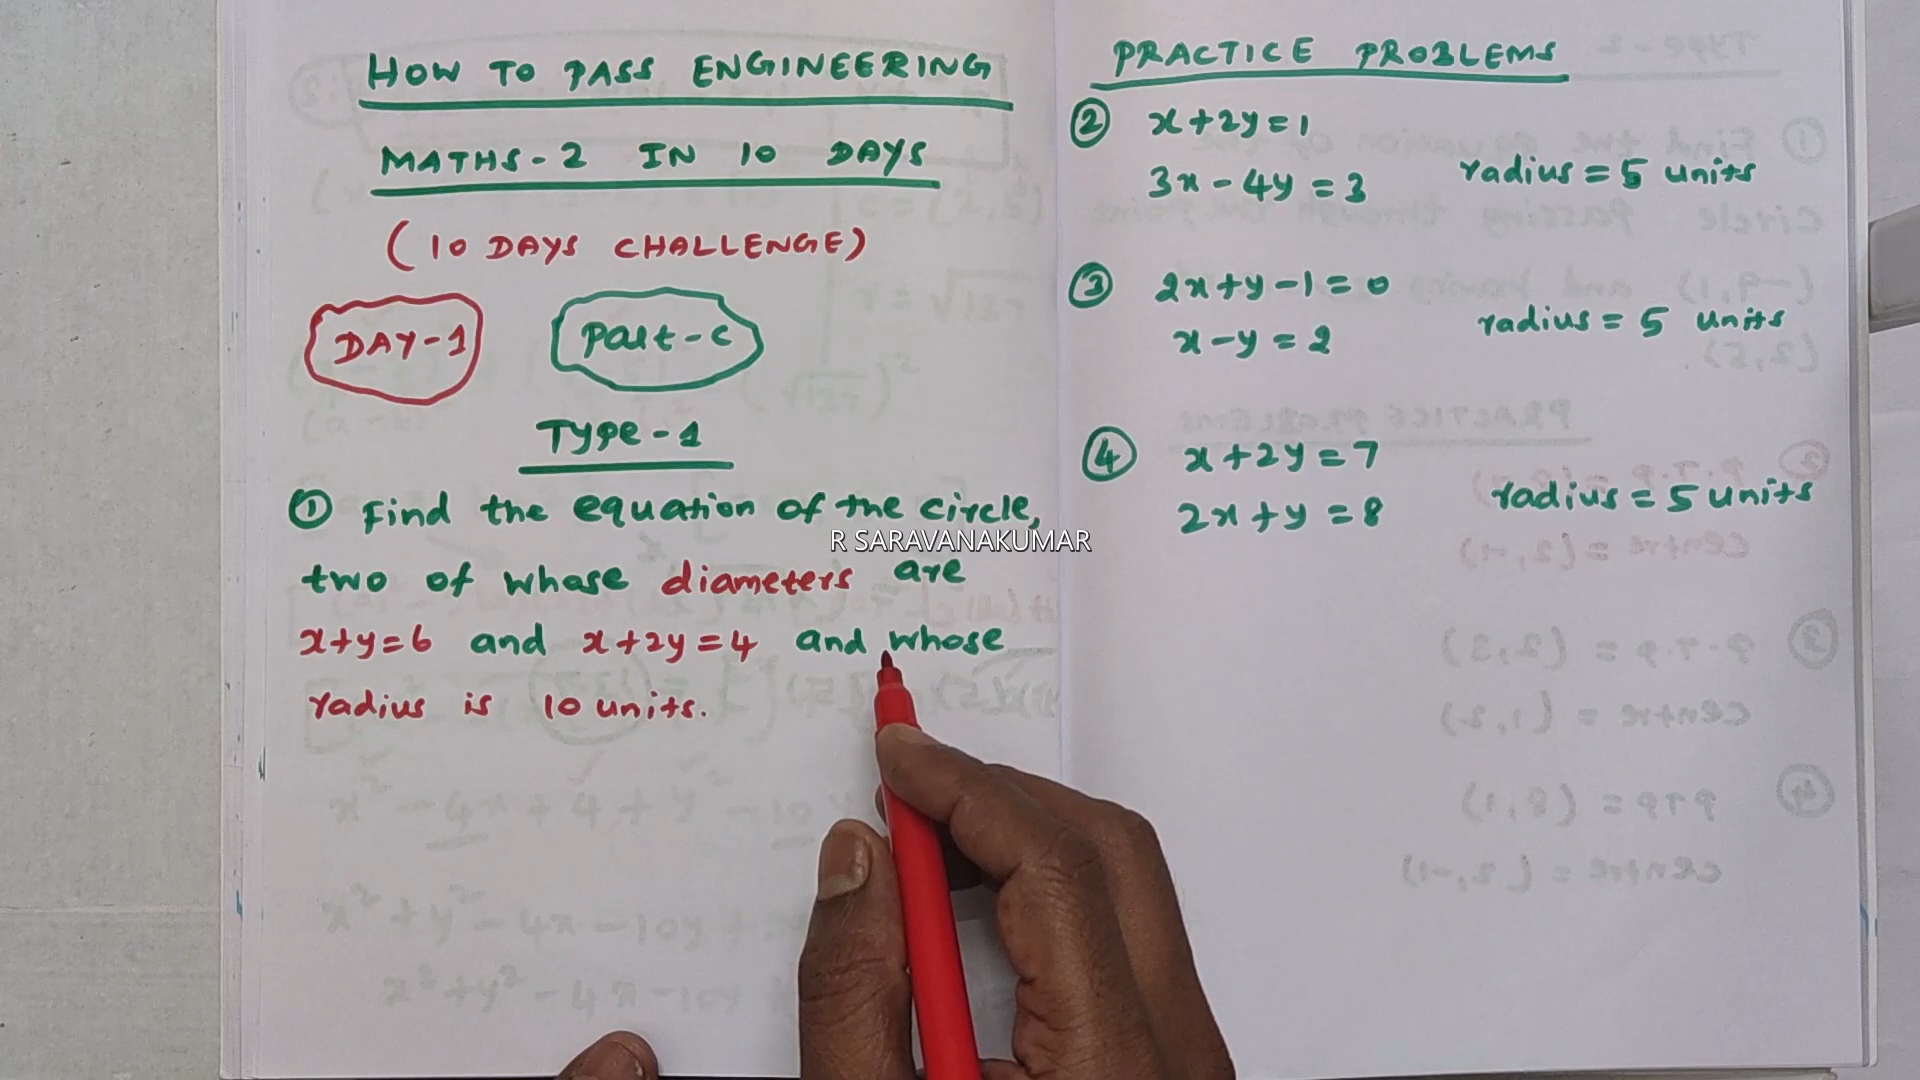 HOW TO PASS ENGINEERING
MATHS-2 IN 10 DAYS
(10 DAYS CHALLENGE)
DAY-1
Part-C
TYPE-1
① Find the equation of the circle,
two of whose diameters are
x+y=6 and x+2y=4 and whose
radius is 10 units.
R SARAVANAKUMAR
PRACTICE PROBLEMS
② x+2y=1
3x-4y=3 radius=5 units
③ 2x+y-1=0
x-y=2 radius=5 units
④ x+2y=7
2x+y=8 radius=5 units